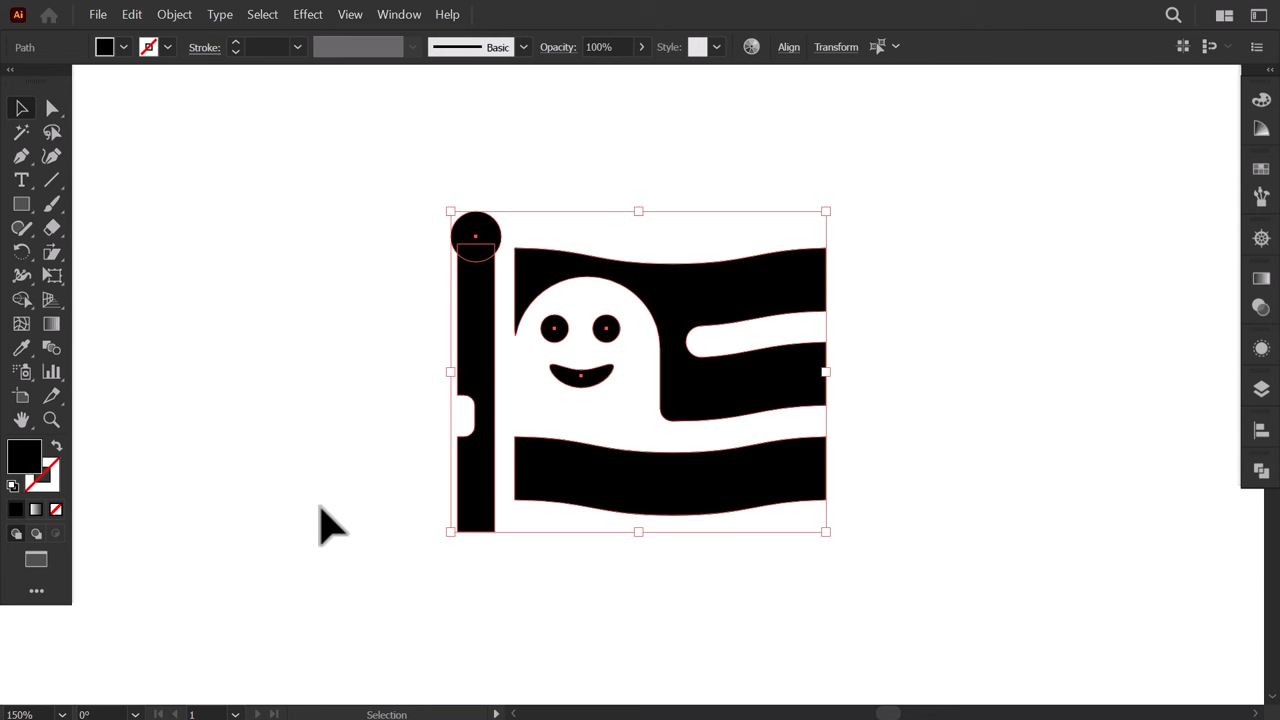 Ai File Edit Object Type Select Effect View Window Help
Path Stroke: Basic Opacity: 100% Style: Align Transform
T
150% 0° 1 Selection